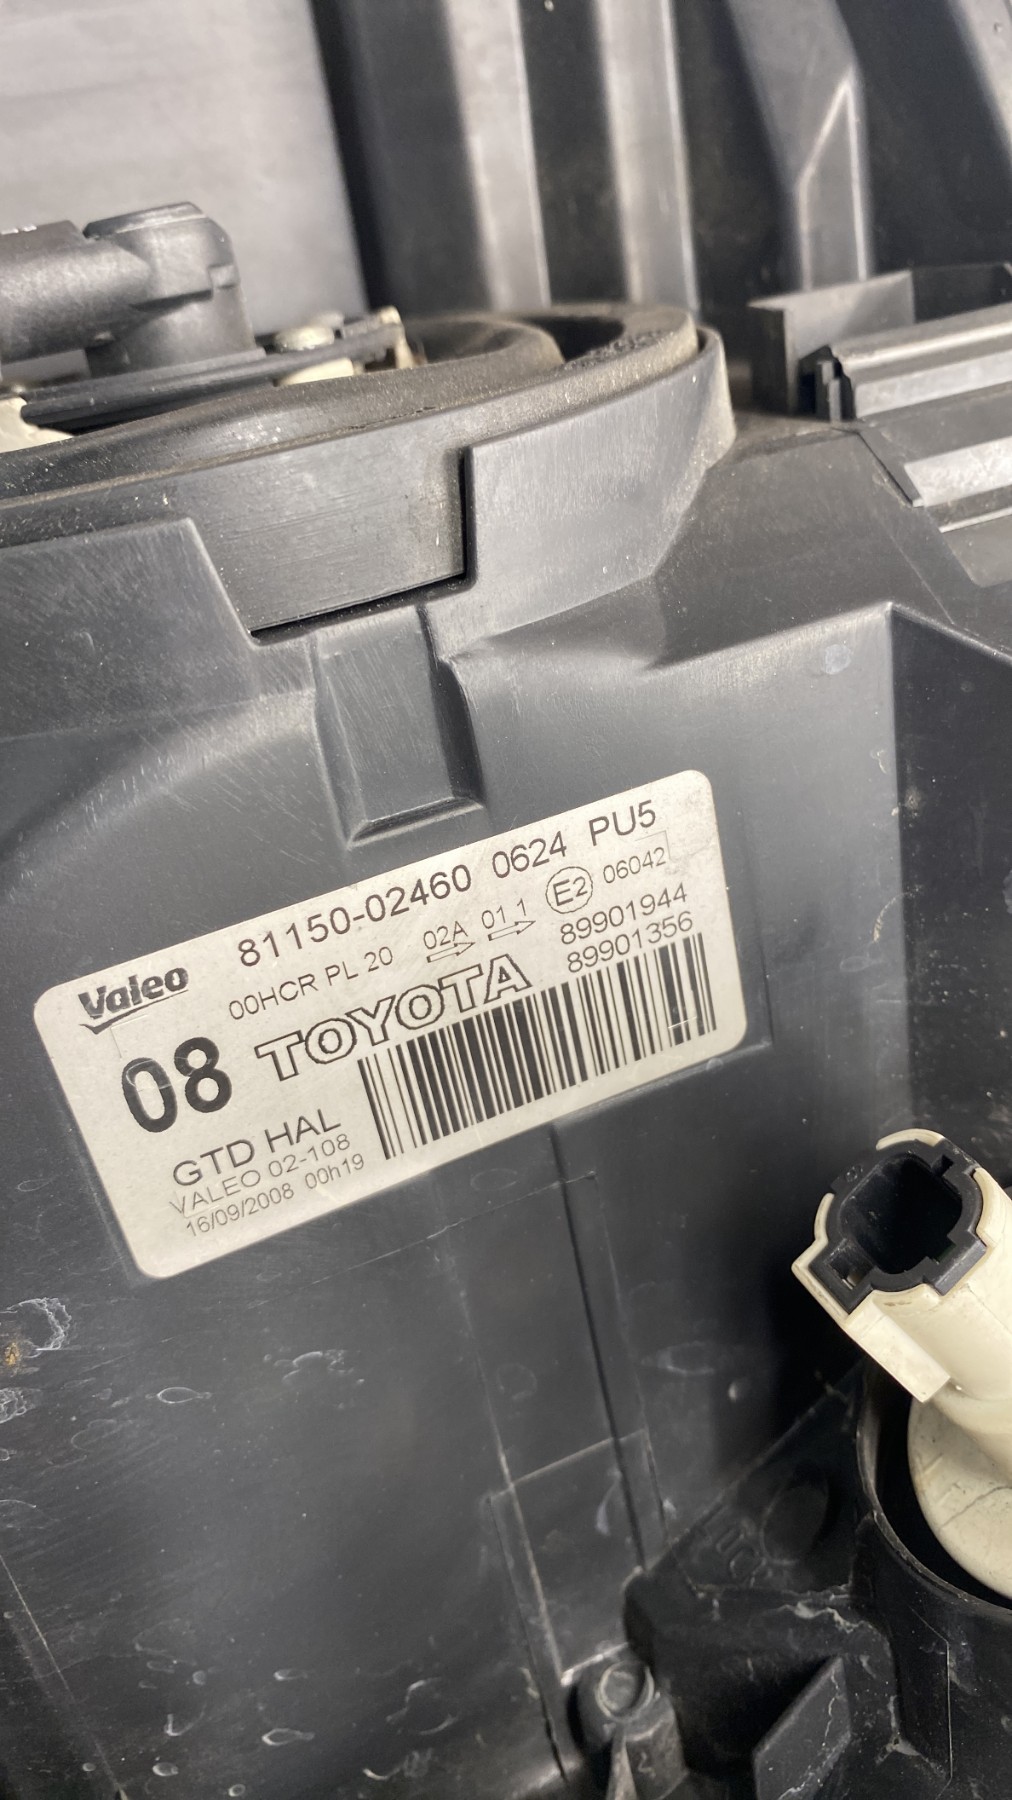 81150-02460 0624 PU5
Valeo 00HCR PL 20 02A 01 1 E2 06042
08 TOYOTA 89901944
89901356
GTD HAL
VALEO 02-108
16/09/2008 00h19